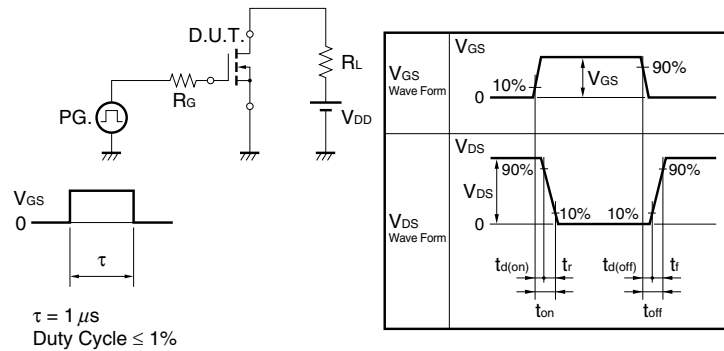 D.U.T.
RL
RG
PG.
VDD
VGS
0
τ
τ = 1 μs
Duty Cycle ≤ 1%
VGS
Wave Form
VGS
10%
0
VGS
90%
VDS
Wave Form
VDS
90%
VDS
0
10%
10%
90%
td(on)
tr
td(off)
tf
ton
toff